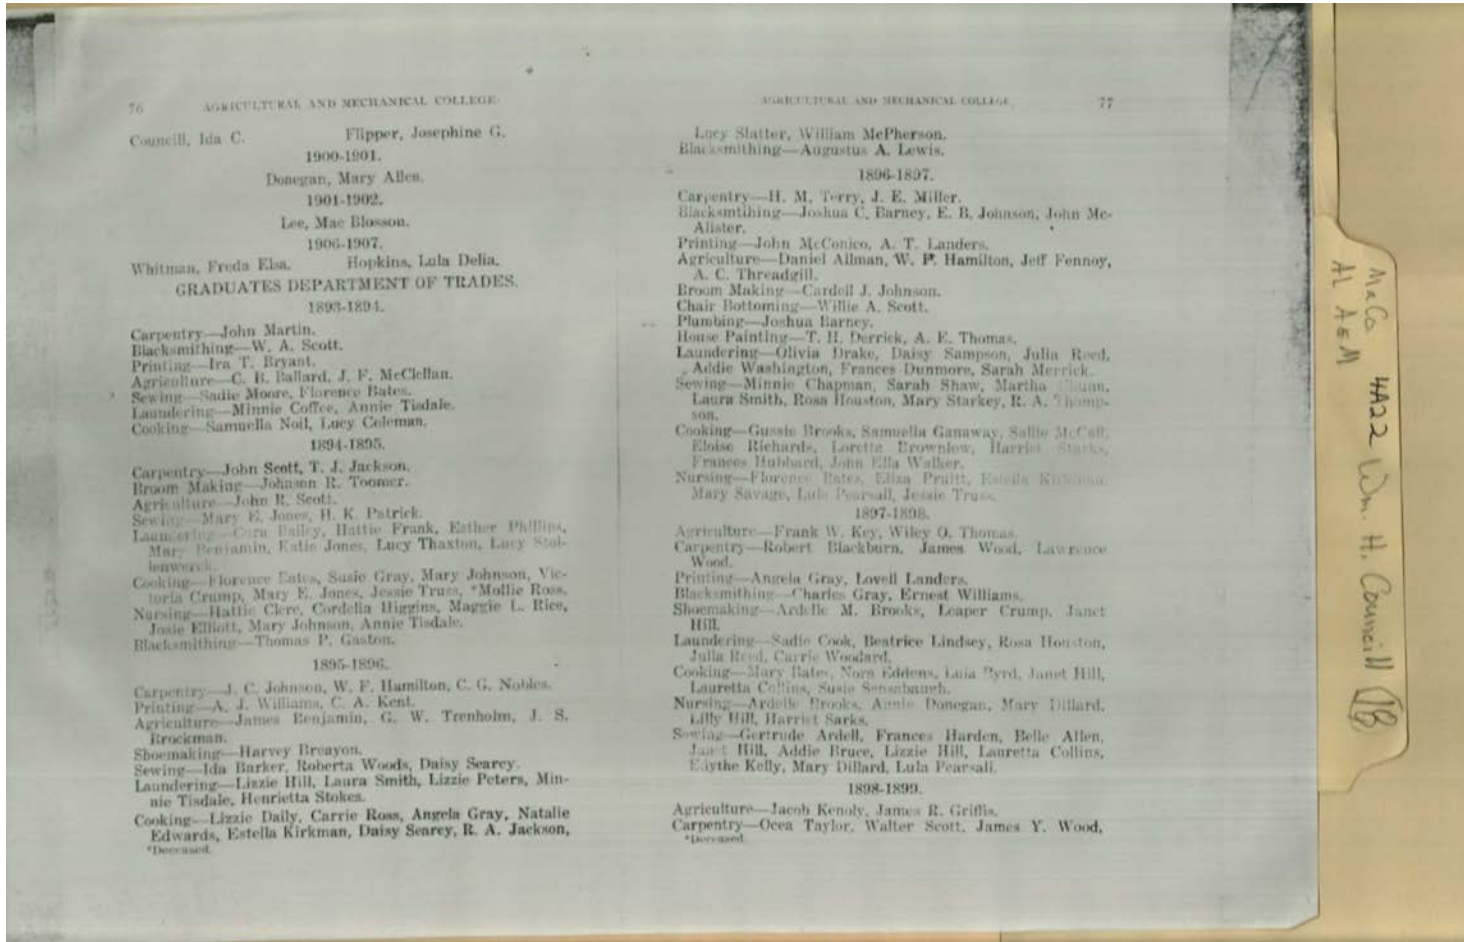 76 AGRICULTURAL AND MECHANICAL COLLEGE
Councill, Ida C. Flipper, Josephine G.
1900-1901.
Donegan, Mary Allen.
1901-1902.
Lee, Mae Blosson.
1906-1907.
Whitman, Freda Elsa. Hopkins, Lula Delia.
GRADUATES DEPARTMENT OF TRADES.
1893-1894.
Carpentry—John Martin.
Blacksmithing—W. A. Scott.
Printing—Ira T. Bryant.
Agriculture—C. B. Ballard, J. F. McClellan.
Sewing—Sadie Moore, Florence Bates.
Laundering—Minnie Coffee, Annie Tisdale.
Cooking—Samuella Noil, Lucy Coleman.
1894-1895.
Carpentry—John Scott, T. J. Jackson.
Broom Making—Johnson R. Toomer.
Agriculture—John R. Scott.
Sewing—Mary E. Jones, H. K. Patrick.
Laundering—Cora Bailey, Hattie Frank, Esther Phillips,
Mary Benjamin, Katie Jones, Lucy Thaxton, Lucy Stol-
lenwerck.
Cooking—Florence Bates, Susie Gray, Mary Johnson, Vic-
toria Crump, Mary E. Jones, Jessie Truss, *Mollie Ross.
Nursing—Hattie Clere, Cordelia Higgins, Maggie L. Rice,
Josie Elliott, Mary Johnson, Annie Tisdale.
Blacksmithing—Thomas P. Gaston.
1895-1896.
Carpentry—J. C. Johnson, W. F. Hamilton, C. G. Nobles.
Printing—A. J. Williams, C. A. Kent.
Agriculture—James Benjamin, G. W. Trenholm, J. S.
Brockman.
Shoemaking—Harvey Breayon.
Sewing—Ida Barker, Roberta Woods, Daisy Searey.
Laundering—Lizzie Hill, Laura Smith, Lizzie Peters, Min-
nie Tisdale, Henrietta Stokes.
Cooking—Lizzie Daily, Carrie Ross, Angela Gray, Natalie
Edwards, Estella Kirkman, Daisy Searey, R. A. Jackson,
*Deceased.
AGRICULTURAL AND MECHANICAL COLLEGE. 77
Lucy Slatter, William McPherson.
Blacksmithing—Augustus A. Lewis.
1896-1897.
Carpentry—H. M. Terry, J. E. Miller.
Blacksmtihing—Joshua C. Barney, E. B. Johnson, John Mc-
Alister.
Printing—John McConico, A. T. Landers.
Agriculture—Daniel Allman, W. F. Hamilton, Jeff Fennoy,
A. C. Threadgill.
Broom Making—Cardell J. Johnson.
Chair Bottoming—Willie A. Scott.
Plumbing—Joshua Barney.
House Painting—T. H. Derrick, A. E. Thomas.
Laundering—Olivia Drake, Daisy Sampson, Julia Reed,
Addie Washington, Frances Dunmore, Sarah Merrick.
Sewing—Minnie Chapman, Sarah Shaw, Martha
Laura Smith, Rosa Houston, Mary Starkey, R. A. Thomp-
son.
Cooking—Gussie Brooks, Samuella Ganaway, Sallie McCall,
Eloise Richards, Loretta Brownlow, Harriet Starks,
Frances Hubbard, John Ella Walker.
Nursing—Florence Bates, Eliza Pruitt, Estella Kirkman,
Mary Savage, Lula Pearsall, Jessie Truss.
1897-1898.
Agriculture—Frank W. Key, Wiley O. Thomas.
Carpentry—Robert Blackburn, James Wood, Lawrence
Wood.
Printing—Angela Gray, Lovell Landers.
Blacksmithing—Charles Gray, Ernest Williams.
Shoemaking—Ardelle M. Brooks, Leaper Crump, Janet
Hill.
Laundering—Sadie Cook, Beatrice Lindsey, Rosa Houston,
Julia Reed, Carrie Woodard.
Cooking—Mary Bates, Nora Eddens, Lula Byrd, Janet Hill,
Lauretta Collins, Susie Sensabaugh.
Nursing—Ardelle Brooks, Annie Donegan, Mary Dillard,
Lilly Hill, Harriet Sarks.
Sewing—Gertrude Ardell, Frances Harden, Belle Allen,
Janet Hill, Addie Bruce, Lizzie Hill, Lauretta Collins,
Edythe Kelly, Mary Dillard, Lula Pearsall.
1898-1899.
Agriculture—Jacob Kenoly, James R. Griffis.
Carpentry—Ocea Taylor, Walter Scott, James Y. Wood,
*Deceased.
MaCo 4A22 Wm. H. Councill
AL A&M